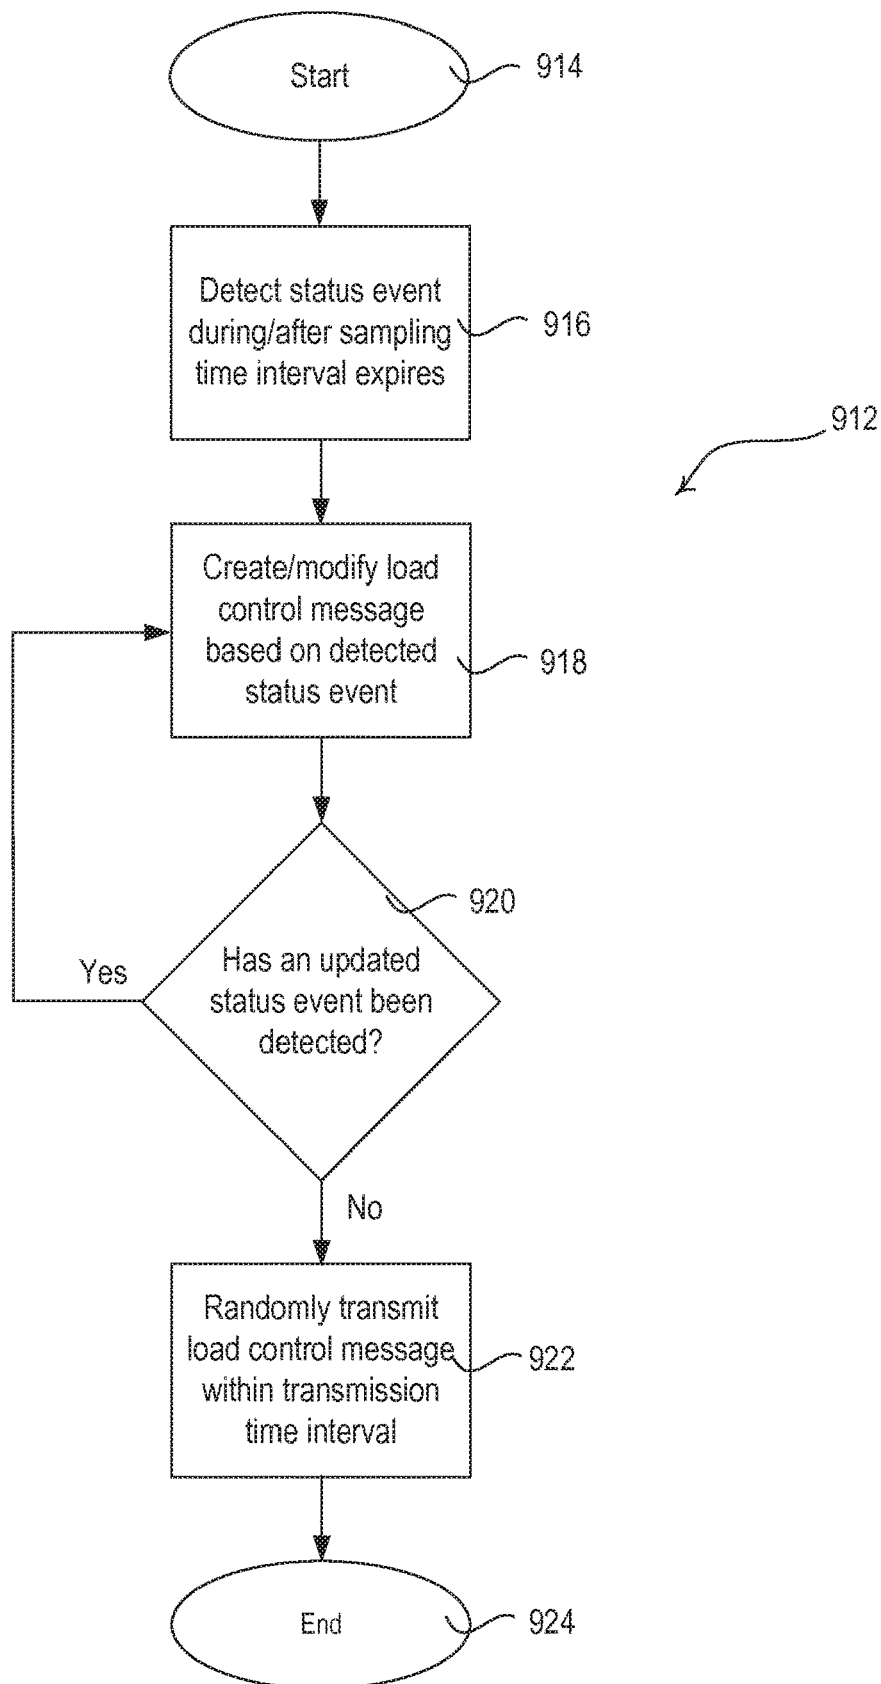 Start
914
Detect status event
during/after sampling
time interval expires
916
912
Create/modify load
control message
based on detected
status event
918
920
Yes
Has an updated
status event been
detected?
No
Randomly transmit
load control message
within transmission
time interval
922
End
924